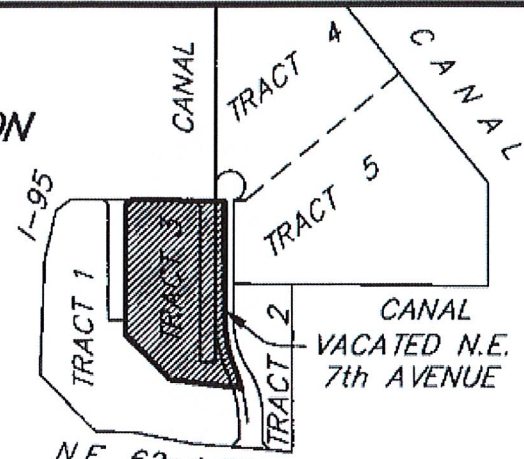 ON
CANAL
TRACT 4
CANAL
I-95
TRACT 5
TRACT 1
TRACT 3
TRACT 2
CANAL
VACATED N.E.
7th AVENUE
N.E.